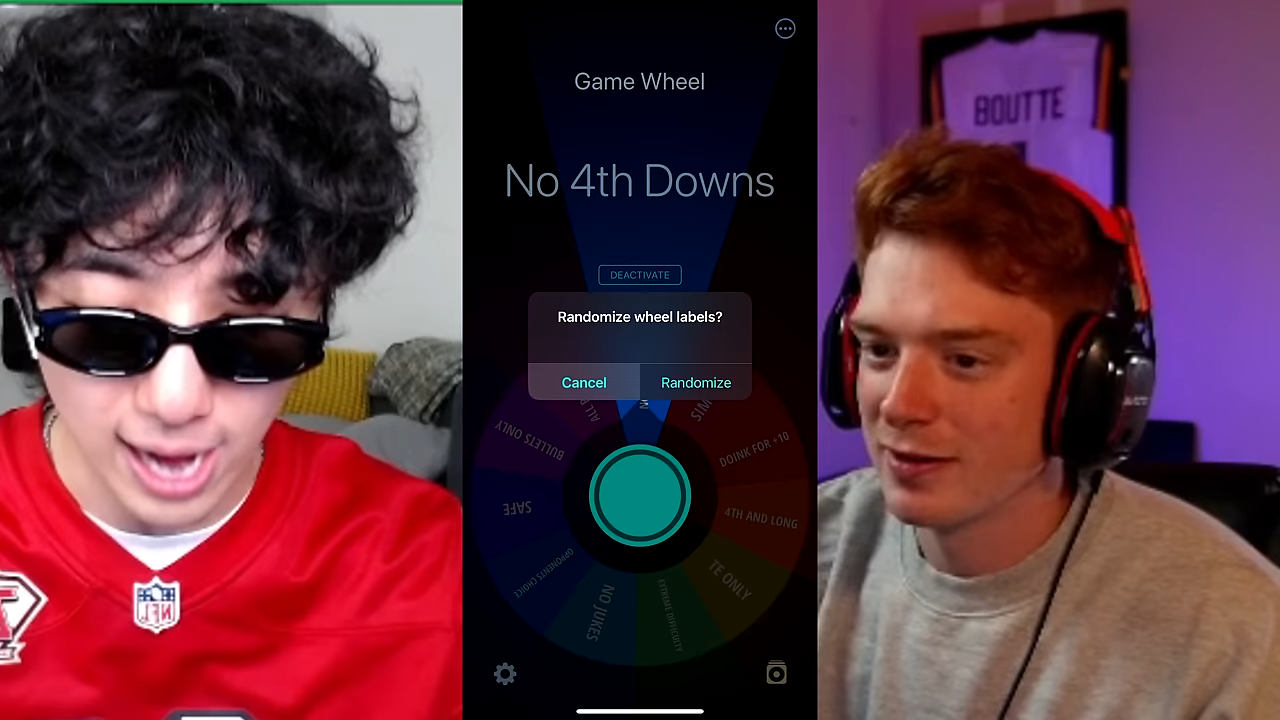 Game Wheel
No 4th Downs
DEACTIVATE
Randomize wheel labels?
Cancel
Randomize
BULLETS ONLY
DOINK FOR +10
SAFE
4TH AND LONG
OPPONENTS CHOICE
NO JUKES
EXTREME DIFFICULTY
TE ONLY
NFL
BOUTTE